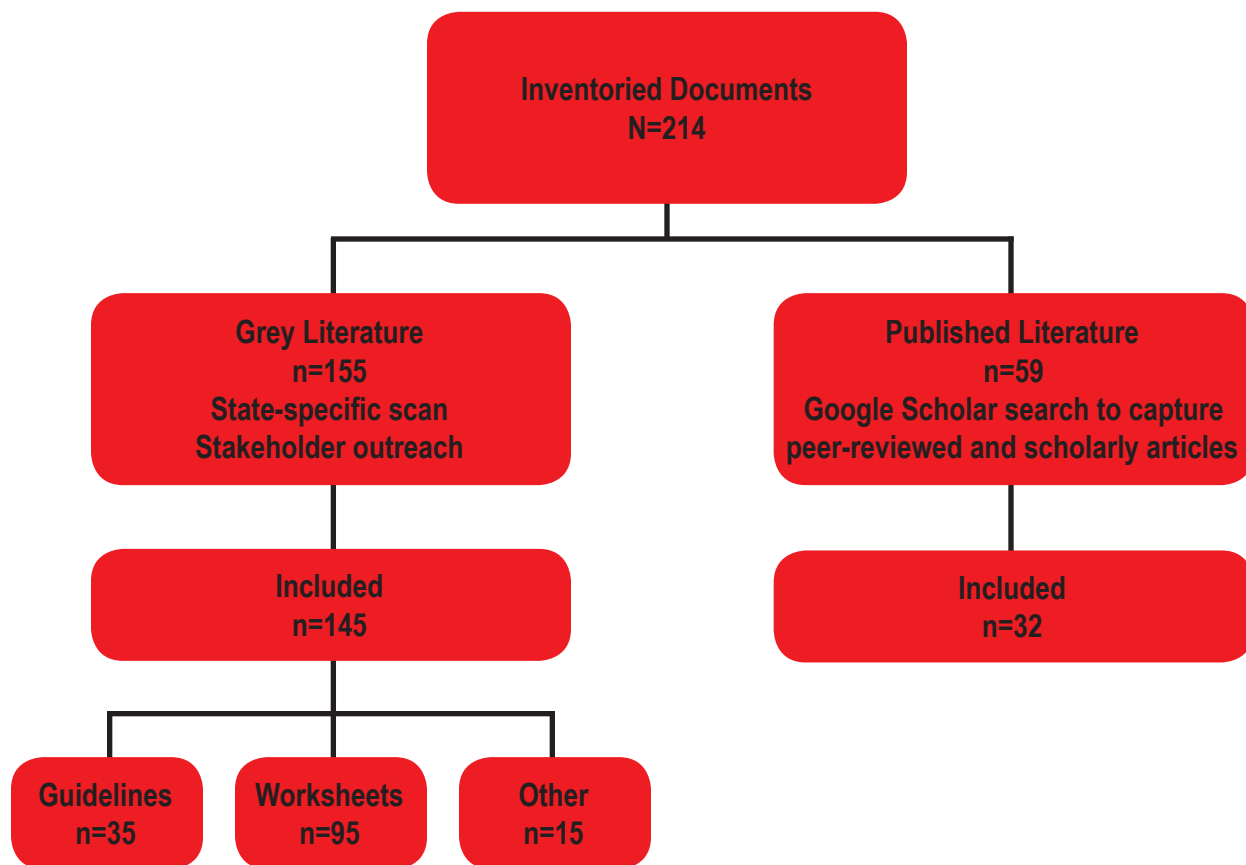 Inventoried Documents
N=214
Grey Literature
n=155
State-specific scan
Stakeholder outreach
Published Literature
n=59
Google Scholar search to capture
peer-reviewed and scholarly articles
Included
n=145
Included
n=32
Guidelines
n=35
Worksheets
n=95
Other
n=15